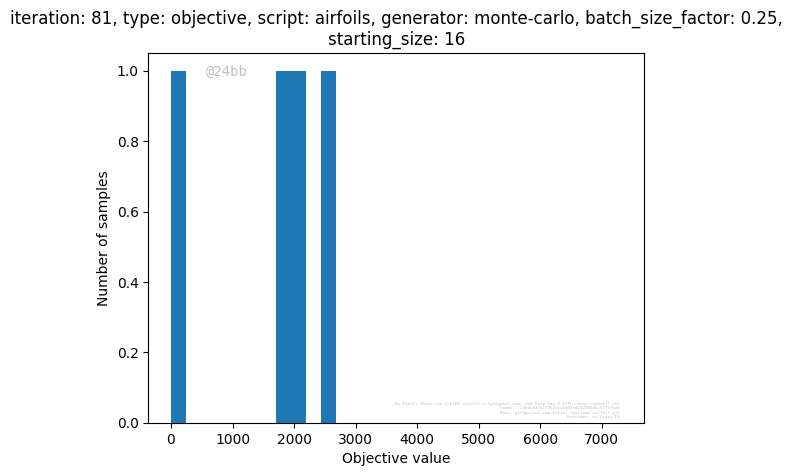 iteration: 81, type: objective, script: airfoils, generator: monte-carlo, batch_size_factor: 0.25,
starting_size: 16
@24bb
1.0
0.8
0.6
0.4
0.2
0.0
Number of samples
0 1000 2000 3000 4000 5000 6000 7000
Objective value